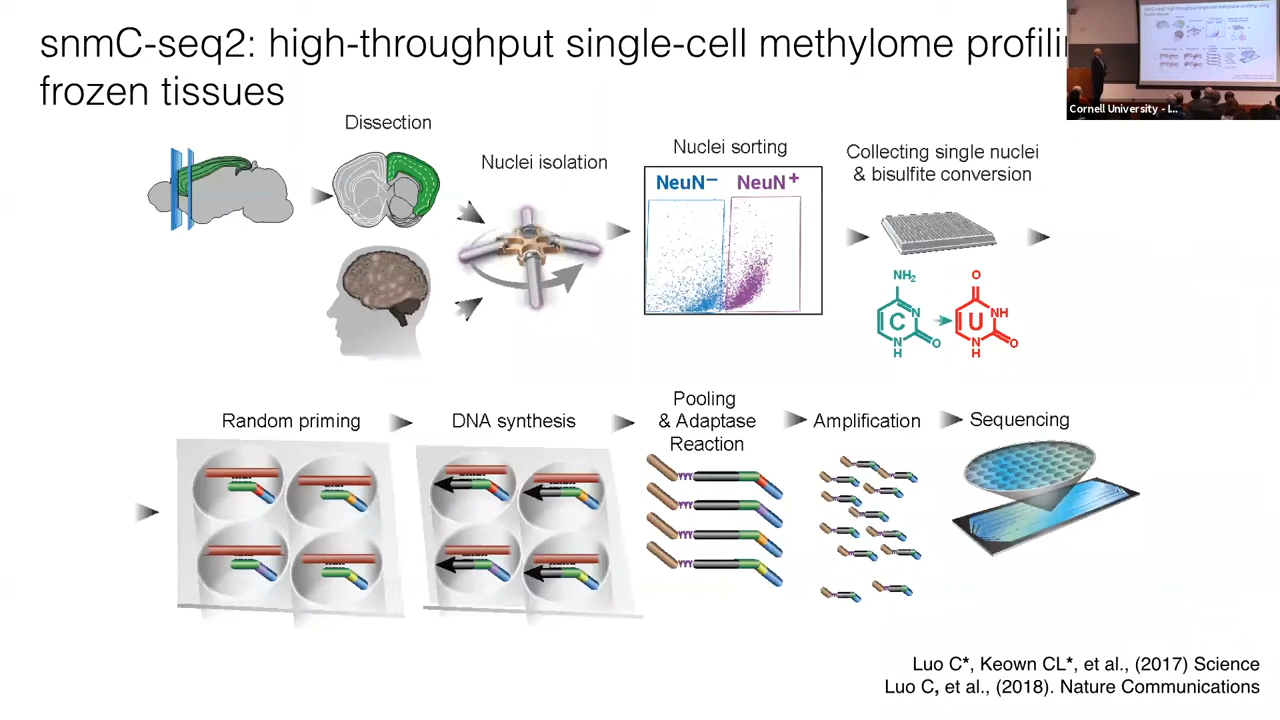 snmC-seq2: high-throughput single-cell methylome
frozen tissues
Cornell University - I...
Dissection
Nuclei isolation
Nuclei sorting
NeuN– NeuN+
Collecting single nuclei
& bisulfite conversion
NH2
O
C
N
N
H
O
U
NH
N
H
O
Random priming
DNA synthesis
Pooling
& Adaptase
Reaction
Amplification
Sequencing
Luo C*, Keown CL*, et al., (2017) Science
Luo C, et al., (2018). Nature Communications